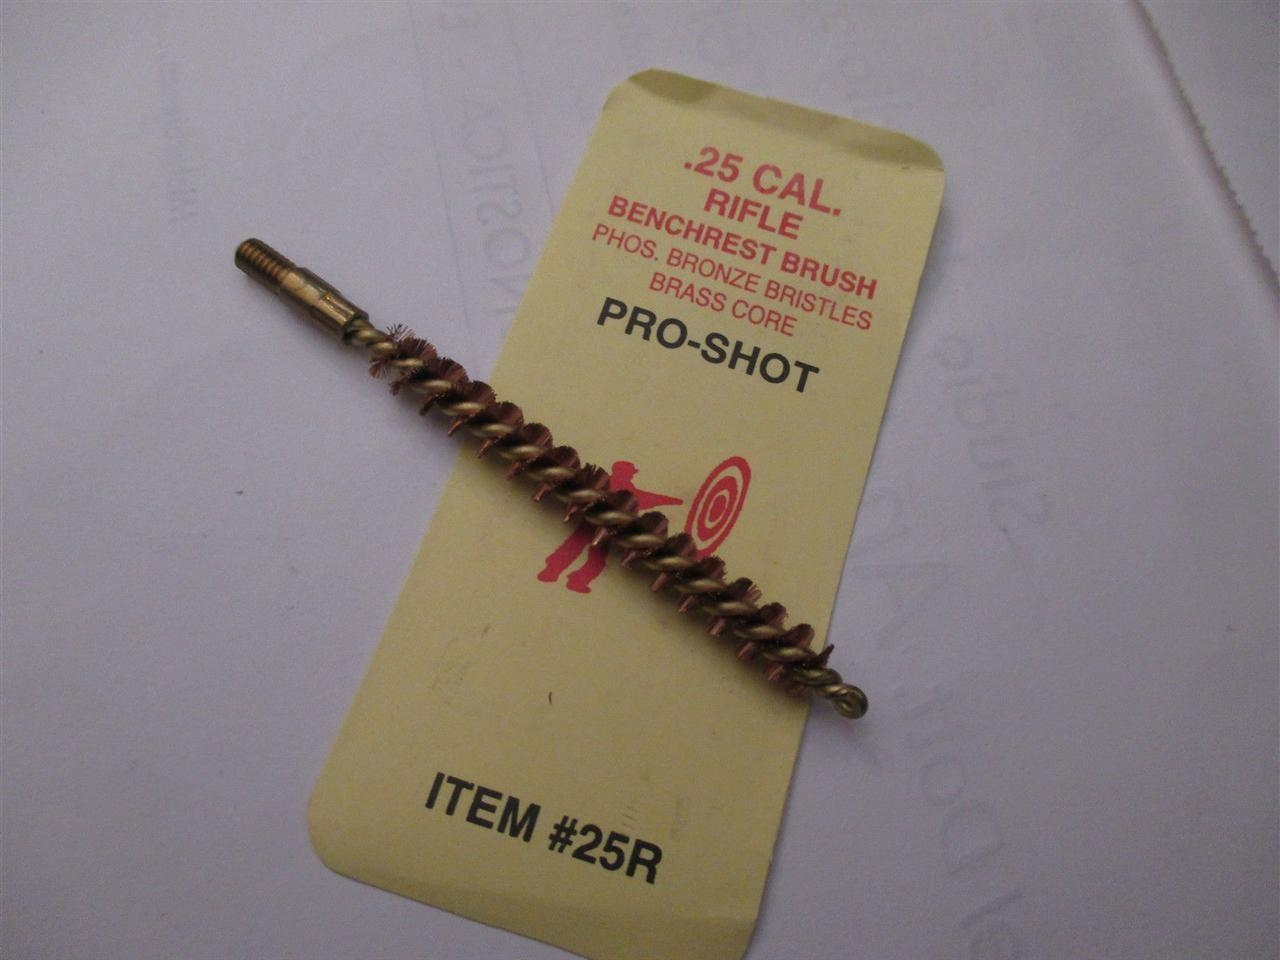 .25 CAL.
RIFLE
BENCHREST BRUSH
PHOS. BRONZE BRISTLES
BRASS CORE
PRO-SHOT
ITEM #25R